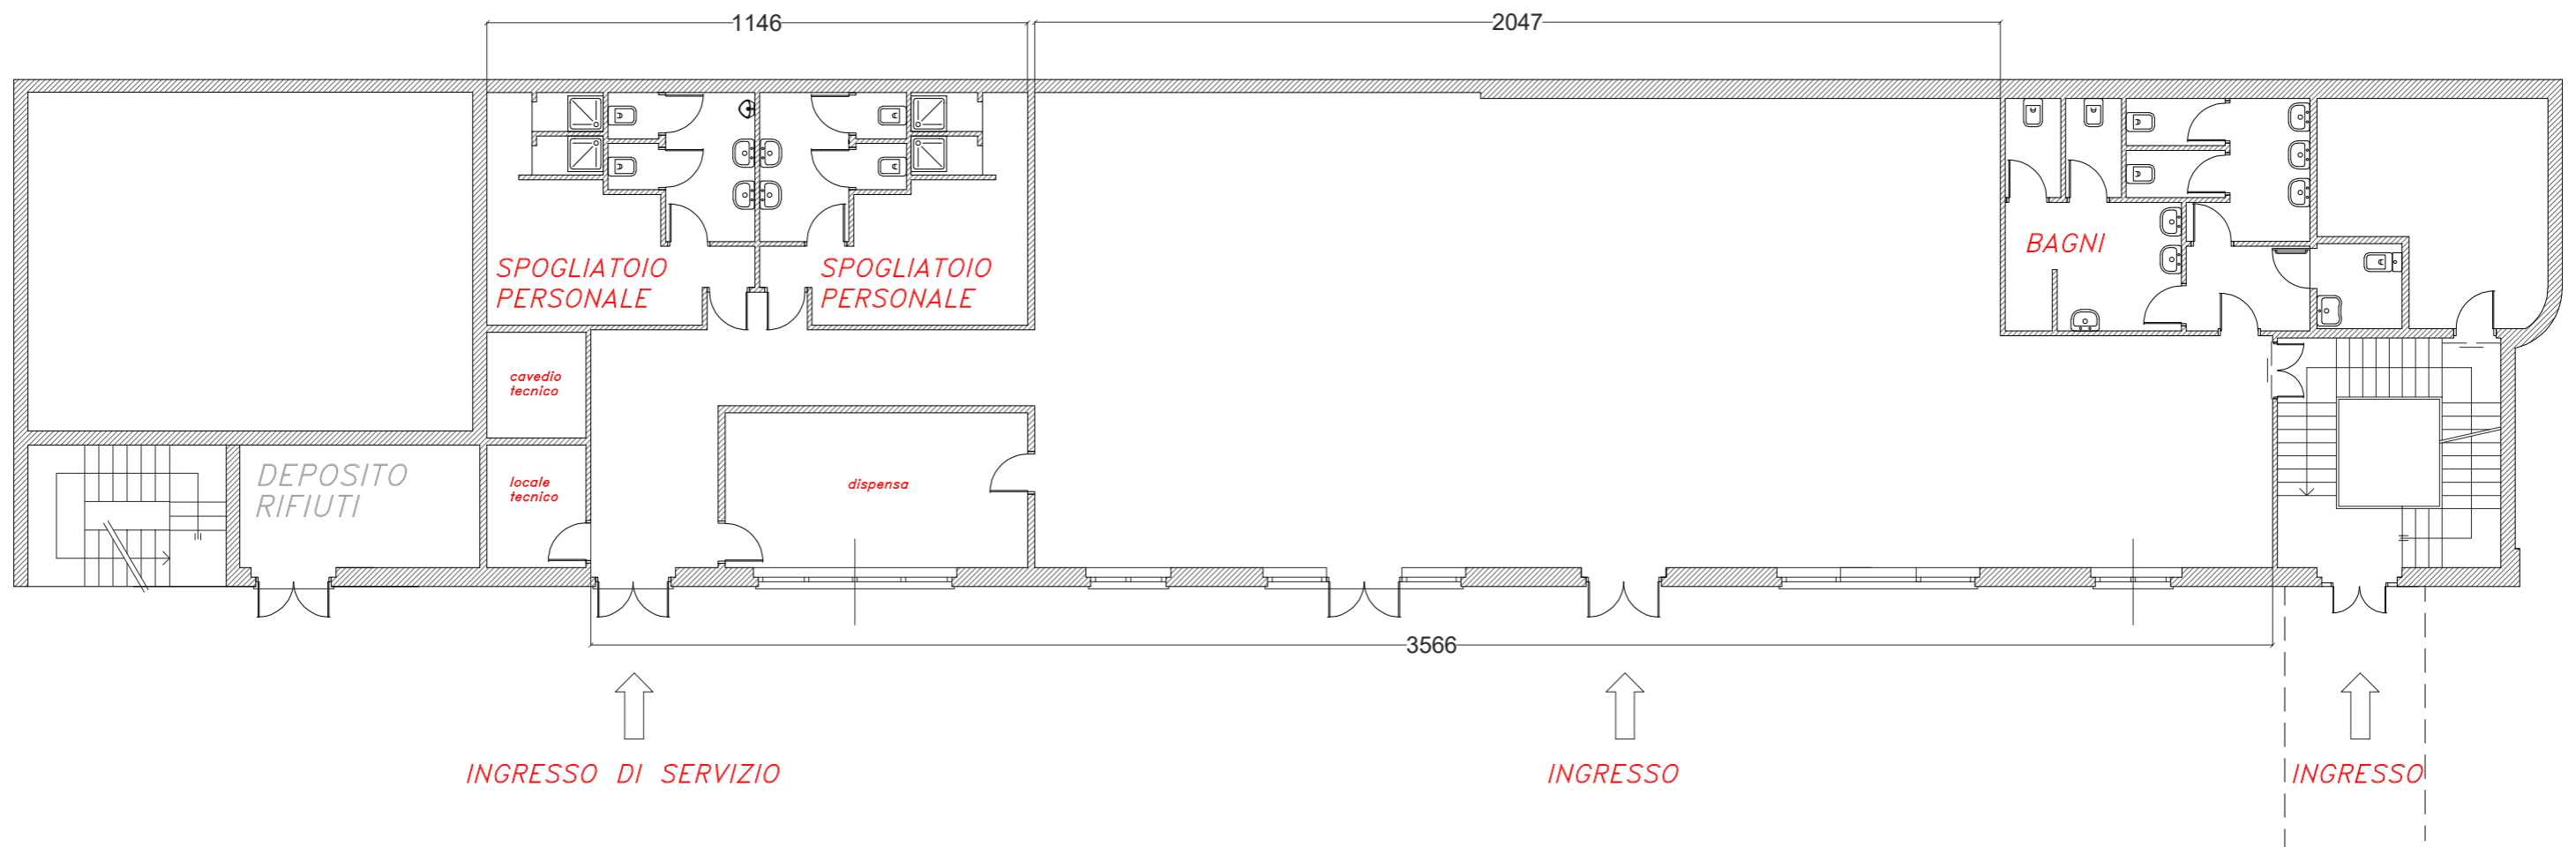 1146
2047
SPOGLIATOIO
PERSONALE
SPOGLIATOIO
PERSONALE
BAGNI
cavedio
tecnico
DEPOSITO
RIFIUTI
locale
tecnico
dispensa
3566
INGRESSO DI SERVIZIO
INGRESSO
INGRESSO